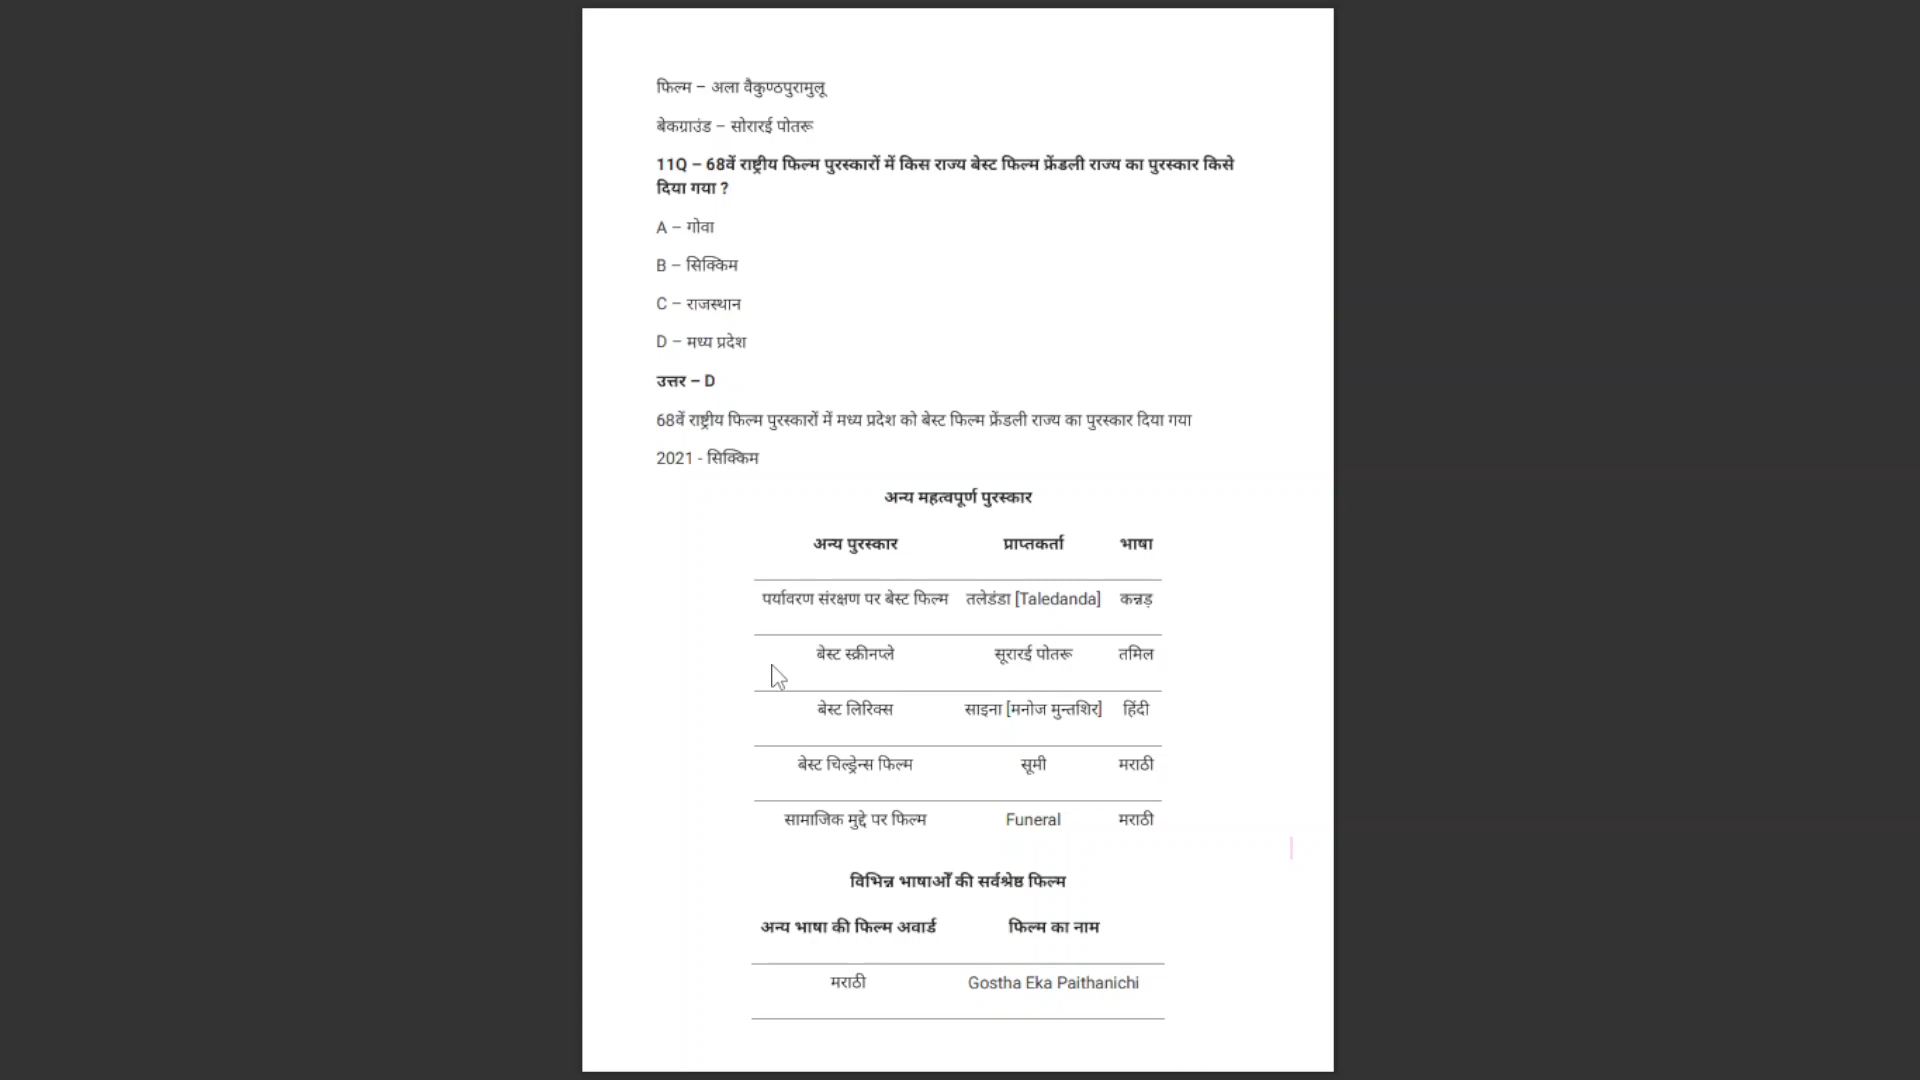 फिल्म – अला वैकुण्ठपुरामुलू
बेकग्राउंड – सोरारई पोतरू
11Q – 68वें राष्ट्रीय फिल्म पुरस्कारों में किस राज्य बेस्ट फिल्म फ्रेंडली राज्य का पुरस्कार किसे
दिया गया ?
A – गोवा
B – सिक्किम
C – राजस्थान
D – मध्य प्रदेश
उत्तर – D
68वें राष्ट्रीय फिल्म पुरस्कारों में मध्य प्रदेश को बेस्ट फिल्म फ्रेंडली राज्य का पुरस्कार दिया गया
2021 - सिक्किम
अन्य महत्वपूर्ण पुरस्कार
अन्य पुरस्कार प्राप्तकर्ता भाषा
पर्यावरण संरक्षण पर बेस्ट फिल्म तलेडंडा [Taledanda] कन्नड़
बेस्ट स्क्रीनप्ले सूरारई पोतरू तमिल
बेस्ट लिरिक्स साइना [मनोज मुन्तशिर] हिंदी
बेस्ट चिल्ड्रेन्स फिल्म सूमी मराठी
सामाजिक मुद्दे पर फिल्म Funeral मराठी
विभिन्न भाषाओँ की सर्वश्रेष्ठ फिल्म
अन्य भाषा की फिल्म अवार्ड फिल्म का नाम
मराठी Gostha Eka Paithanichi